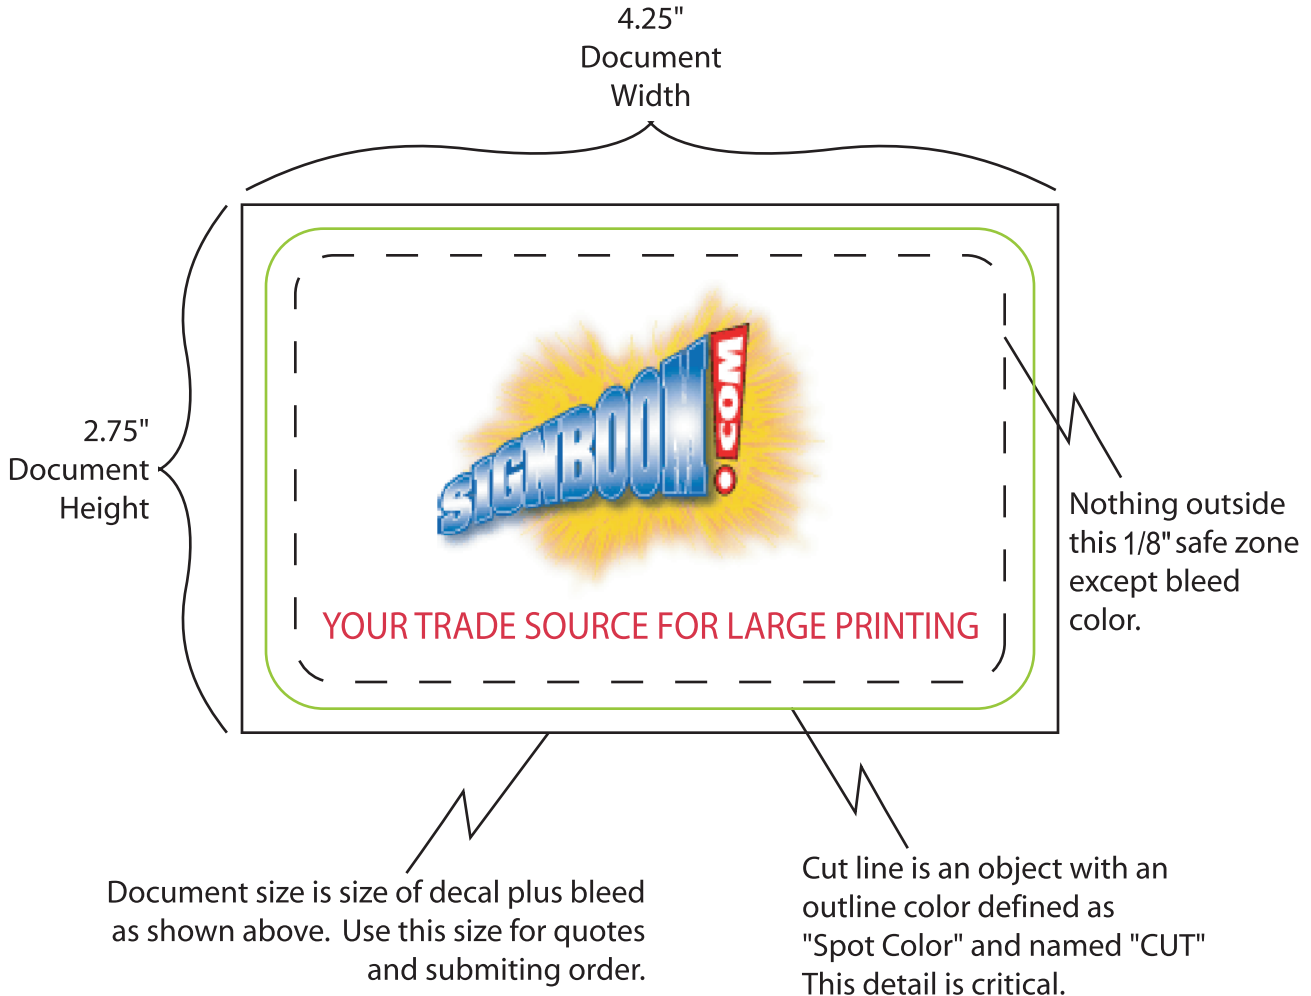 4.25"
Document
Width
2.75"
Document
Height
SIGNBOOM!.COM
YOUR TRADE SOURCE FOR LARGE PRINTING
Nothing outside
this 1/8" safe zone
except bleed
color.
Document size is size of decal plus bleed
as shown above. Use this size for quotes
and submiting order.
Cut line is an object with an
outline color defined as
"Spot Color" and named "CUT"
This detail is critical.